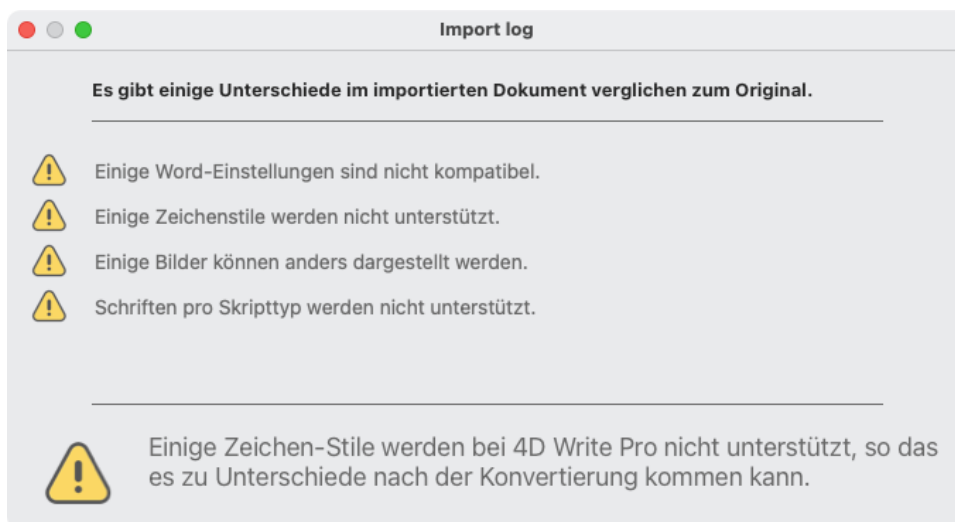 Import log
Es gibt einige Unterschiede im importierten Dokument verglichen zum Original.
Einige Word-Einstellungen sind nicht kompatibel.
Einige Zeichenstile werden nicht unterstützt.
Einige Bilder können anders dargestellt werden.
Schriften pro Skripttyp werden nicht unterstützt.
Einige Zeichen-Stile werden bei 4D Write Pro nicht unterstützt, so das
es zu Unterschiede nach der Konvertierung kommen kann.